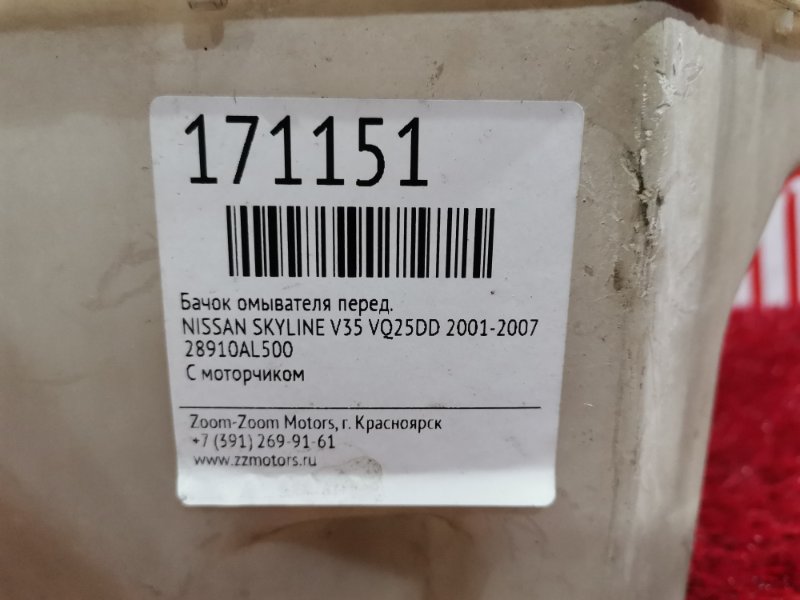 171151
Бачок омывателя перед.
NISSAN SKYLINE V35 VQ25DD 2001-2007
28910AL500
С моторчиком
Zoom-Zoom Motors, г. Красноярск
+7 (391) 269-91-61
www.zzmotors.ru